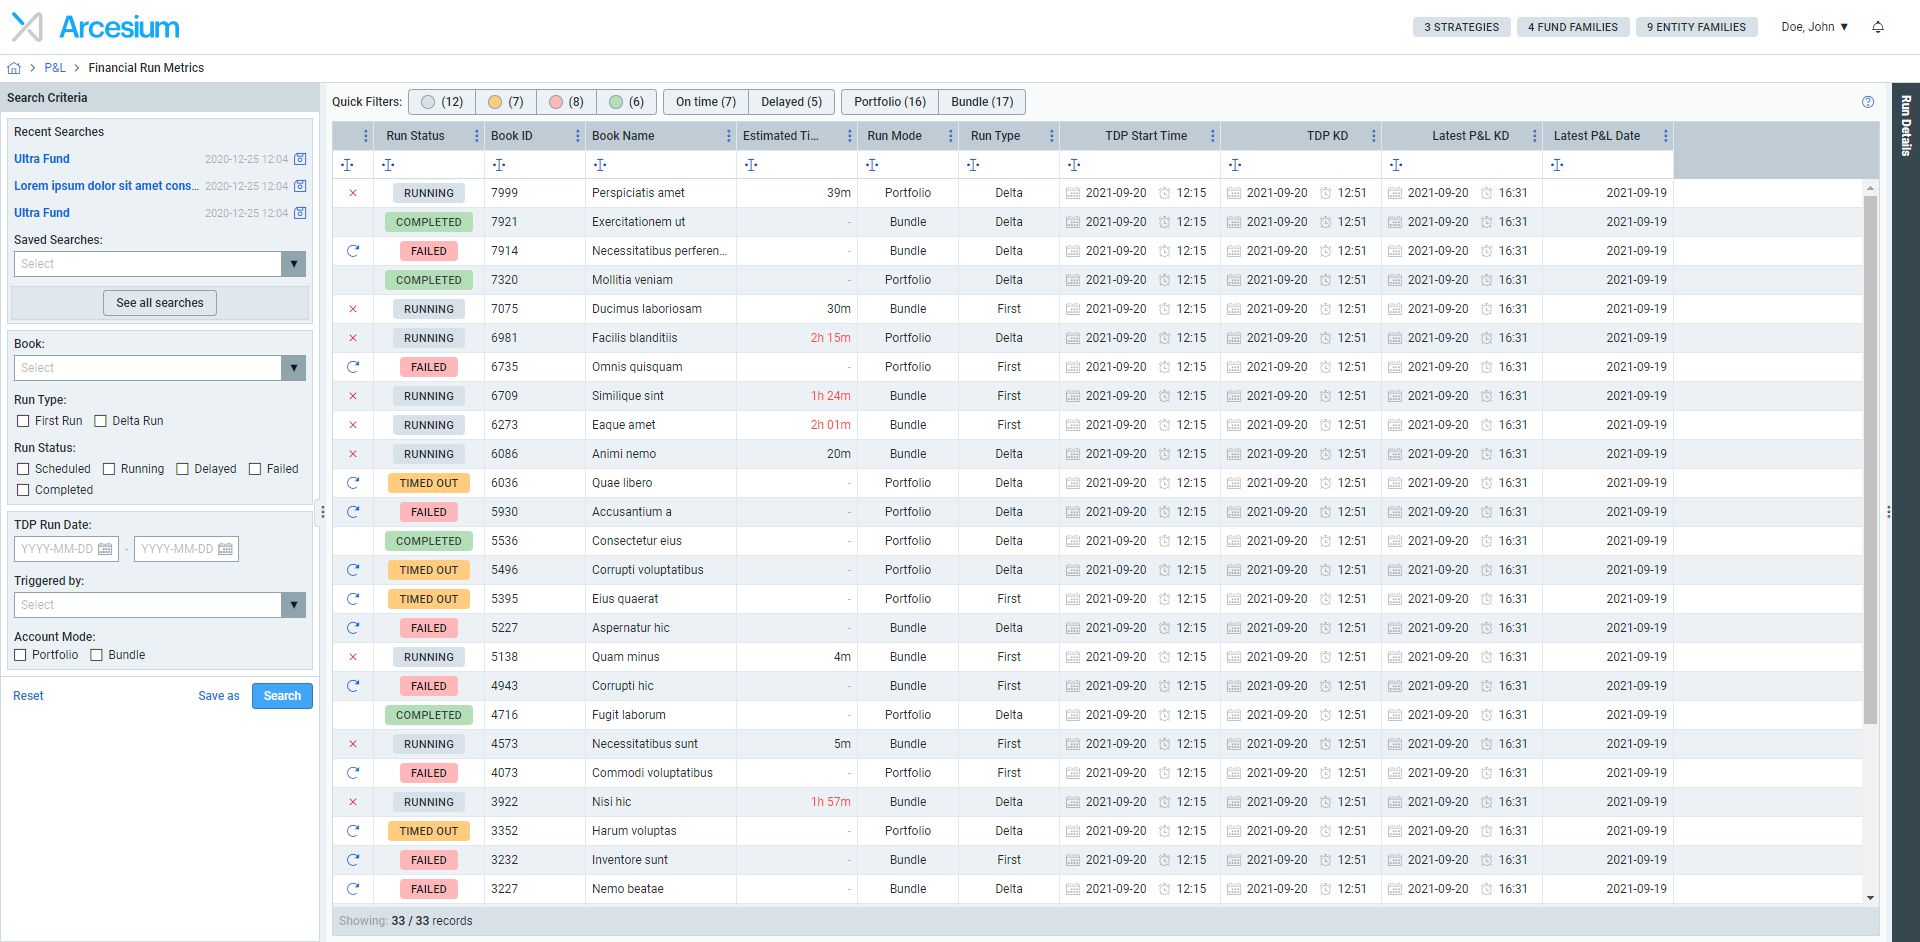 Arcesium
3 STRATEGIES 4 FUND FAMILIES 9 ENTITY FAMILIES Doe, John
P&L Financial Run Metrics
Search Criteria
Recent Searches
Ultra Fund 2020-12-25 12:04
Lorem ipsum dolor sit amet cons... 2020-12-25 12:04
Ultra Fund 2020-12-25 12:04
Saved Searches:
Select
See all searches
Book:
Select
Run Type:
First Run Delta Run
Run Status:
Scheduled Running Delayed Failed
Completed
TDP Run Date:
YYYY-MM-DD - YYYY-MM-DD
Triggered by:
Select
Account Mode:
Portfolio Bundle
Reset Save as Search
Quick Filters: (12) (7) (8) (6) On time (7) Delayed (5) Portfolio (16) Bundle (17)
Run Status Book ID Book Name Estimated Ti... Run Mode Run Type TDP Start Time TDP KD Latest P&L KD Latest P&L Date
RUNNING 7999 Perspiciatis amet 39m Portfolio Delta 2021-09-20 12:15 2021-09-20 12:51 2021-09-20 16:31 2021-09-19
COMPLETED 7921 Exercitationem ut - Bundle Delta 2021-09-20 12:15 2021-09-20 12:51 2021-09-20 16:31 2021-09-19
FAILED 7914 Necessitatibus perferen... - Bundle Delta 2021-09-20 12:15 2021-09-20 12:51 2021-09-20 16:31 2021-09-19
COMPLETED 7320 Mollitia veniam - Portfolio Delta 2021-09-20 12:15 2021-09-20 12:51 2021-09-20 16:31 2021-09-19
RUNNING 7075 Ducimus laboriosam 30m Bundle First 2021-09-20 12:15 2021-09-20 12:51 2021-09-20 16:31 2021-09-19
RUNNING 6981 Facilis blanditiis 2h 15m Portfolio Delta 2021-09-20 12:15 2021-09-20 12:51 2021-09-20 16:31 2021-09-19
FAILED 6735 Omnis quisquam - Portfolio First 2021-09-20 12:15 2021-09-20 12:51 2021-09-20 16:31 2021-09-19
RUNNING 6709 Similique sint 1h 24m Bundle First 2021-09-20 12:15 2021-09-20 12:51 2021-09-20 16:31 2021-09-19
RUNNING 6273 Eaque amet 2h 01m Bundle First 2021-09-20 12:15 2021-09-20 12:51 2021-09-20 16:31 2021-09-19
RUNNING 6086 Animi nemo 20m Bundle Delta 2021-09-20 12:15 2021-09-20 12:51 2021-09-20 16:31 2021-09-19
TIMED OUT 6036 Quae libero - Portfolio Delta 2021-09-20 12:15 2021-09-20 12:51 2021-09-20 16:31 2021-09-19
FAILED 5930 Accusantium a - Portfolio Delta 2021-09-20 12:15 2021-09-20 12:51 2021-09-20 16:31 2021-09-19
COMPLETED 5536 Consectetur eius - Portfolio Delta 2021-09-20 12:15 2021-09-20 12:51 2021-09-20 16:31 2021-09-19
TIMED OUT 5496 Corrupti voluptatibus - Portfolio Delta 2021-09-20 12:15 2021-09-20 12:51 2021-09-20 16:31 2021-09-19
TIMED OUT 5395 Eius quaerat - Portfolio First 2021-09-20 12:15 2021-09-20 12:51 2021-09-20 16:31 2021-09-19
FAILED 5227 Aspernatur hic - Bundle Delta 2021-09-20 12:15 2021-09-20 12:51 2021-09-20 16:31 2021-09-19
RUNNING 5138 Quam minus 4m Bundle First 2021-09-20 12:15 2021-09-20 12:51 2021-09-20 16:31 2021-09-19
FAILED 4943 Corrupti hic - Bundle First 2021-09-20 12:15 2021-09-20 12:51 2021-09-20 16:31 2021-09-19
COMPLETED 4716 Fugit laborum - Portfolio Delta 2021-09-20 12:15 2021-09-20 12:51 2021-09-20 16:31 2021-09-19
RUNNING 4573 Necessitatibus sunt 5m Bundle First 2021-09-20 12:15 2021-09-20 12:51 2021-09-20 16:31 2021-09-19
FAILED 4073 Commodi voluptatibus - Portfolio First 2021-09-20 12:15 2021-09-20 12:51 2021-09-20 16:31 2021-09-19
RUNNING 3922 Nisi hic 1h 57m Bundle Delta 2021-09-20 12:15 2021-09-20 12:51 2021-09-20 16:31 2021-09-19
TIMED OUT 3352 Harum voluptas - Portfolio Delta 2021-09-20 12:15 2021-09-20 12:51 2021-09-20 16:31 2021-09-19
FAILED 3232 Inventore sunt - Bundle First 2021-09-20 12:15 2021-09-20 12:51 2021-09-20 16:31 2021-09-19
FAILED 3227 Nemo beatae - Bundle Delta 2021-09-20 12:15 2021-09-20 12:51 2021-09-20 16:31 2021-09-19
Showing: 33 / 33 records
Run Details